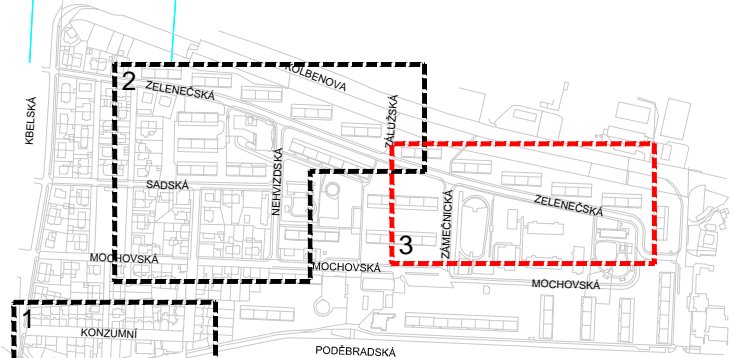 KOLBENOVA
2
ZELENEČSKÁ
KBELSKÁ
ZÁLUŽSKÁ
NEHVIZDSKÁ
SADSKÁ
ZÁMEČNICKÁ
ZELENEČSKÁ
3
MOCHOVSKÁ
MOCHOVSKÁ
MOCHOVSKÁ
1
KONZUMNÍ
PODĚBRADSKÁ